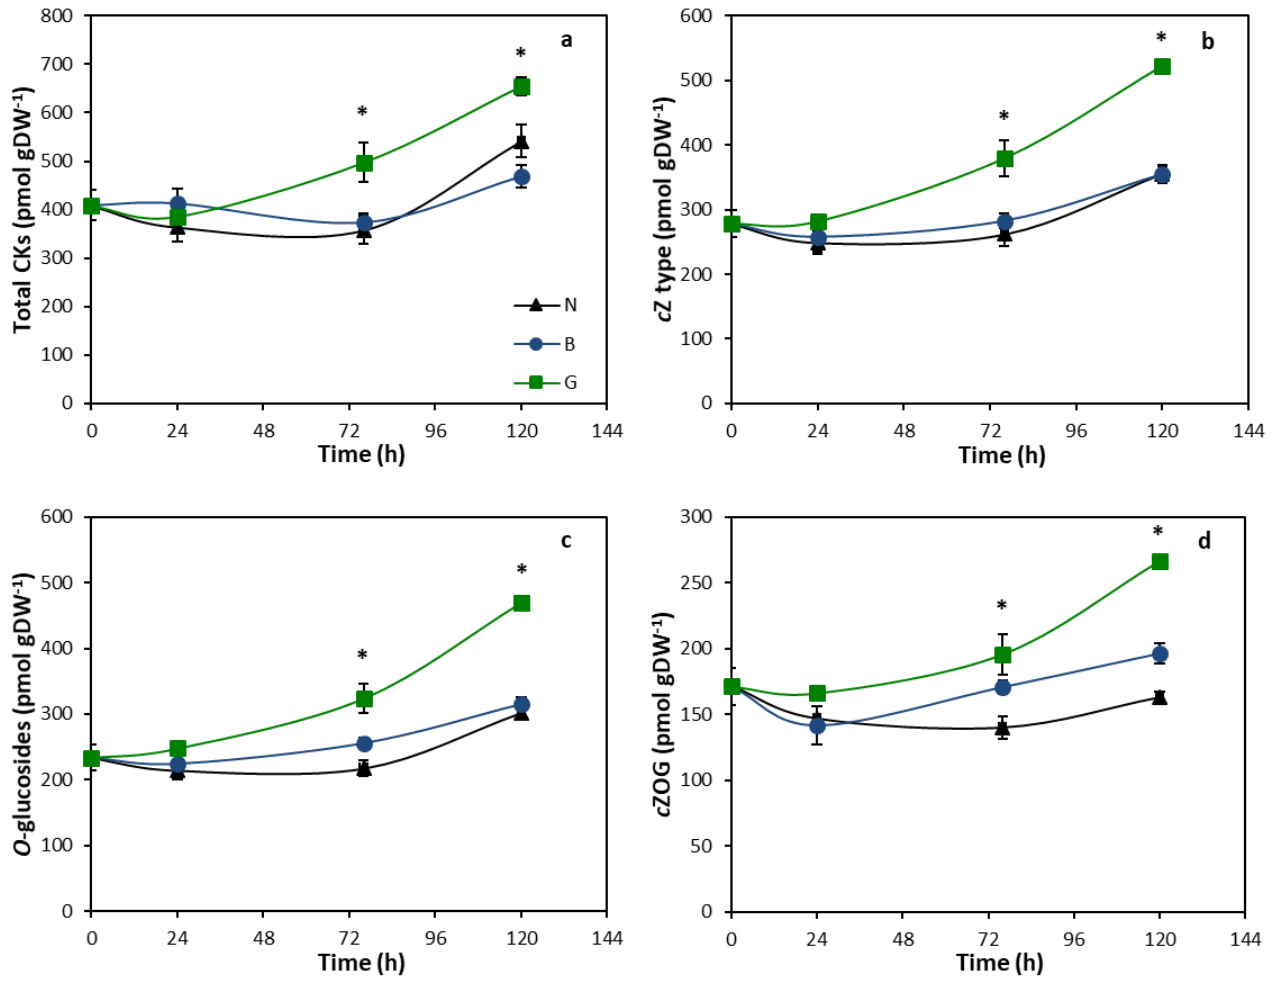 Total CKs (pmol gDW⁻¹)
800
700
600
500
400
300
200
100
0
a
*
*
N
B
G
0 24 48 72 96 120 144
Time (h)
cZ type (pmol gDW⁻¹)
600
500
400
300
200
100
0
b
*
*
0 24 48 72 96 120 144
Time (h)
O-glucosides (pmol gDW⁻¹)
600
500
400
300
200
100
0
c
*
*
0 24 48 72 96 120 144
Time (h)
cZOG (pmol gDW⁻¹)
300
250
200
150
100
50
0
d
*
*
0 24 48 72 96 120 144
Time (h)